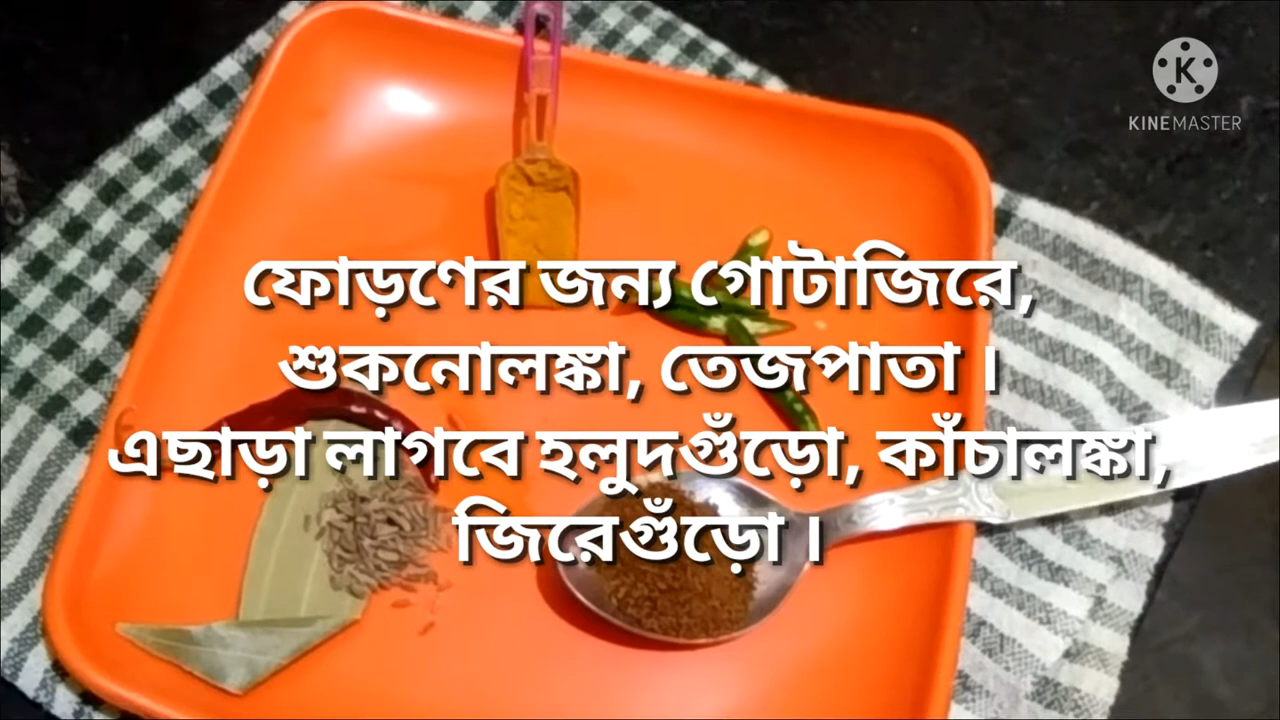 ফোড়ণের জন্য গোটাজিরে,
শুকনোলঙ্কা, তেজপাতা ।
এছাড়া লাগবে হলুদগুঁড়ো, কাঁচালঙ্কা,
জিরেগুঁড়ো ।
K
KINEMASTER